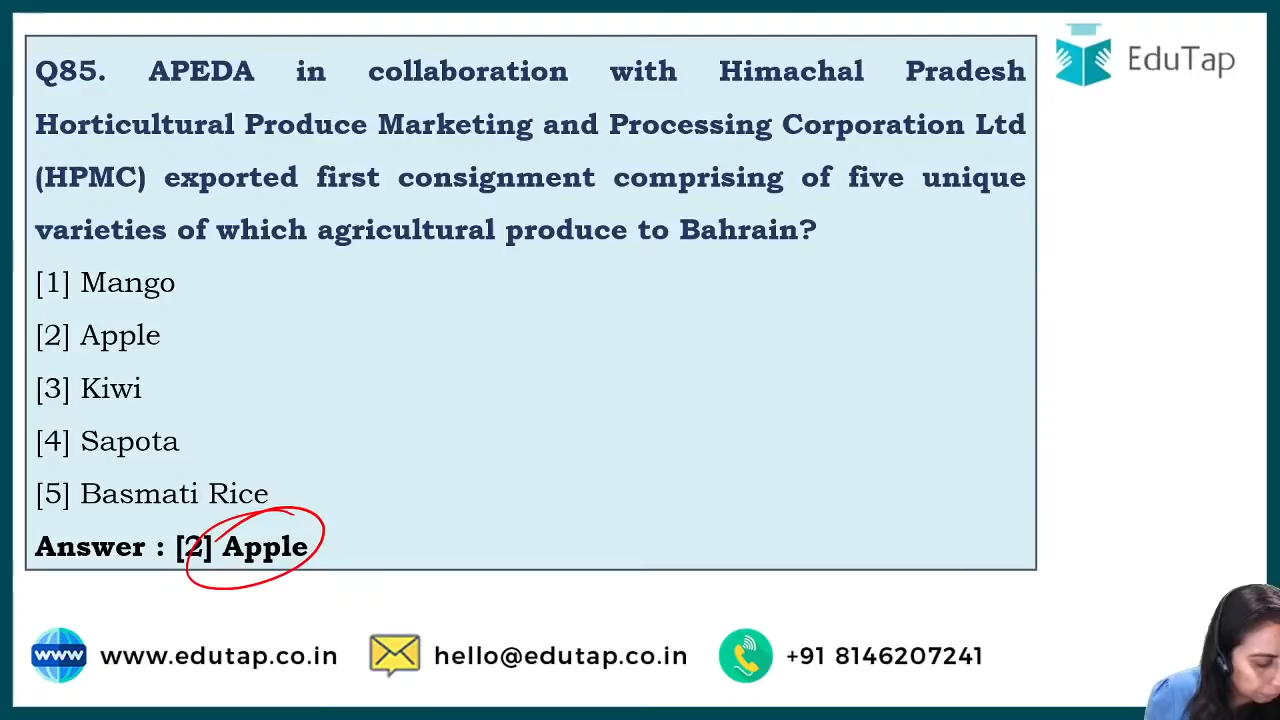 Q85. APEDA in collaboration with Himachal Pradesh
Horticultural Produce Marketing and Processing Corporation Ltd
(HPMC) exported first consignment comprising of five unique
varieties of which agricultural produce to Bahrain?
[1] Mango
[2] Apple
[3] Kiwi
[4] Sapota
[5] Basmati Rice
Answer : [2] Apple
EduTap
www www.edutap.co.in hello@edutap.co.in +91 8146207241